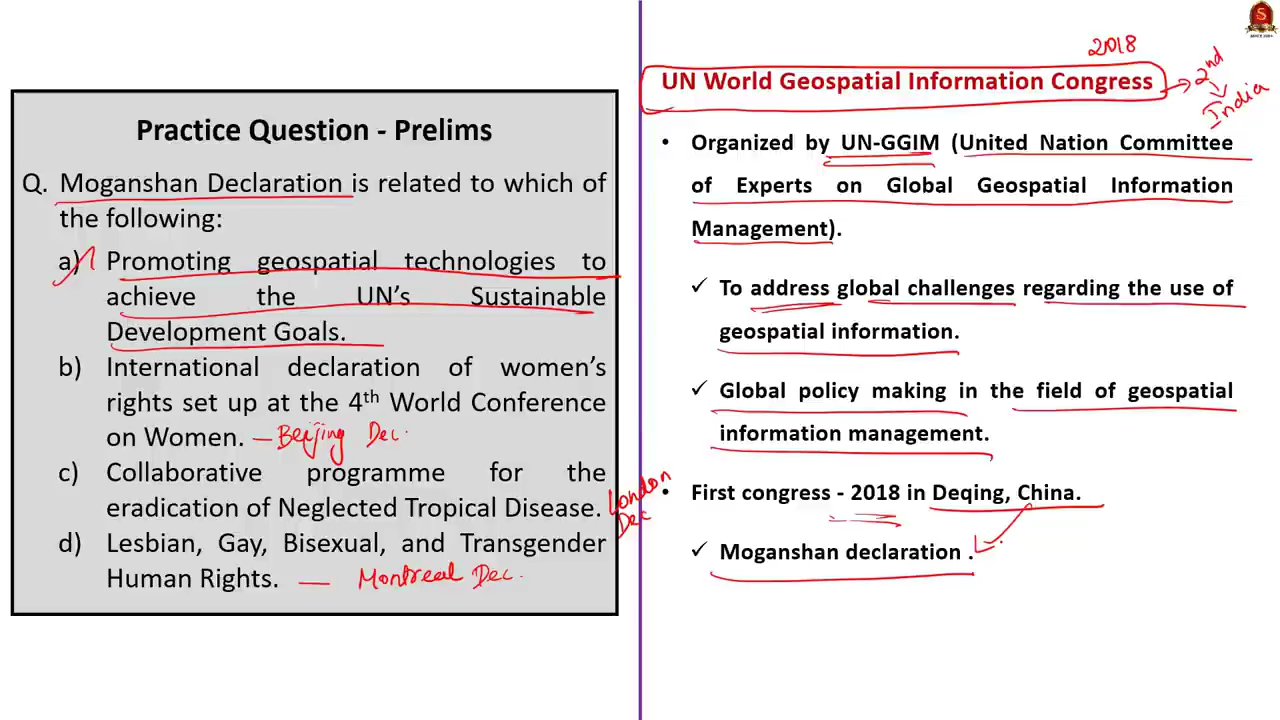 Practice Question - Prelims
Q. Moganshan Declaration is related to which of
the following:
a) Promoting geospatial technologies to
achieve the UN’s Sustainable
Development Goals.
b) International declaration of women’s
rights set up at the 4th World Conference
on Women. – Beijing Dec.
c) Collaborative programme for the
eradication of Neglected Tropical Disease. London
Dec
d) Lesbian, Gay, Bisexual, and Transgender
Human Rights. — Montreal Dec.
2018
UN World Geospatial Information Congress → 2nd
India
• Organized by UN-GGIM (United Nation Committee
of Experts on Global Geospatial Information
Management).
✓ To address global challenges regarding the use of
geospatial information.
✓ Global policy making in the field of geospatial
information management.
• First congress - 2018 in Deqing, China.
✓ Moganshan declaration .